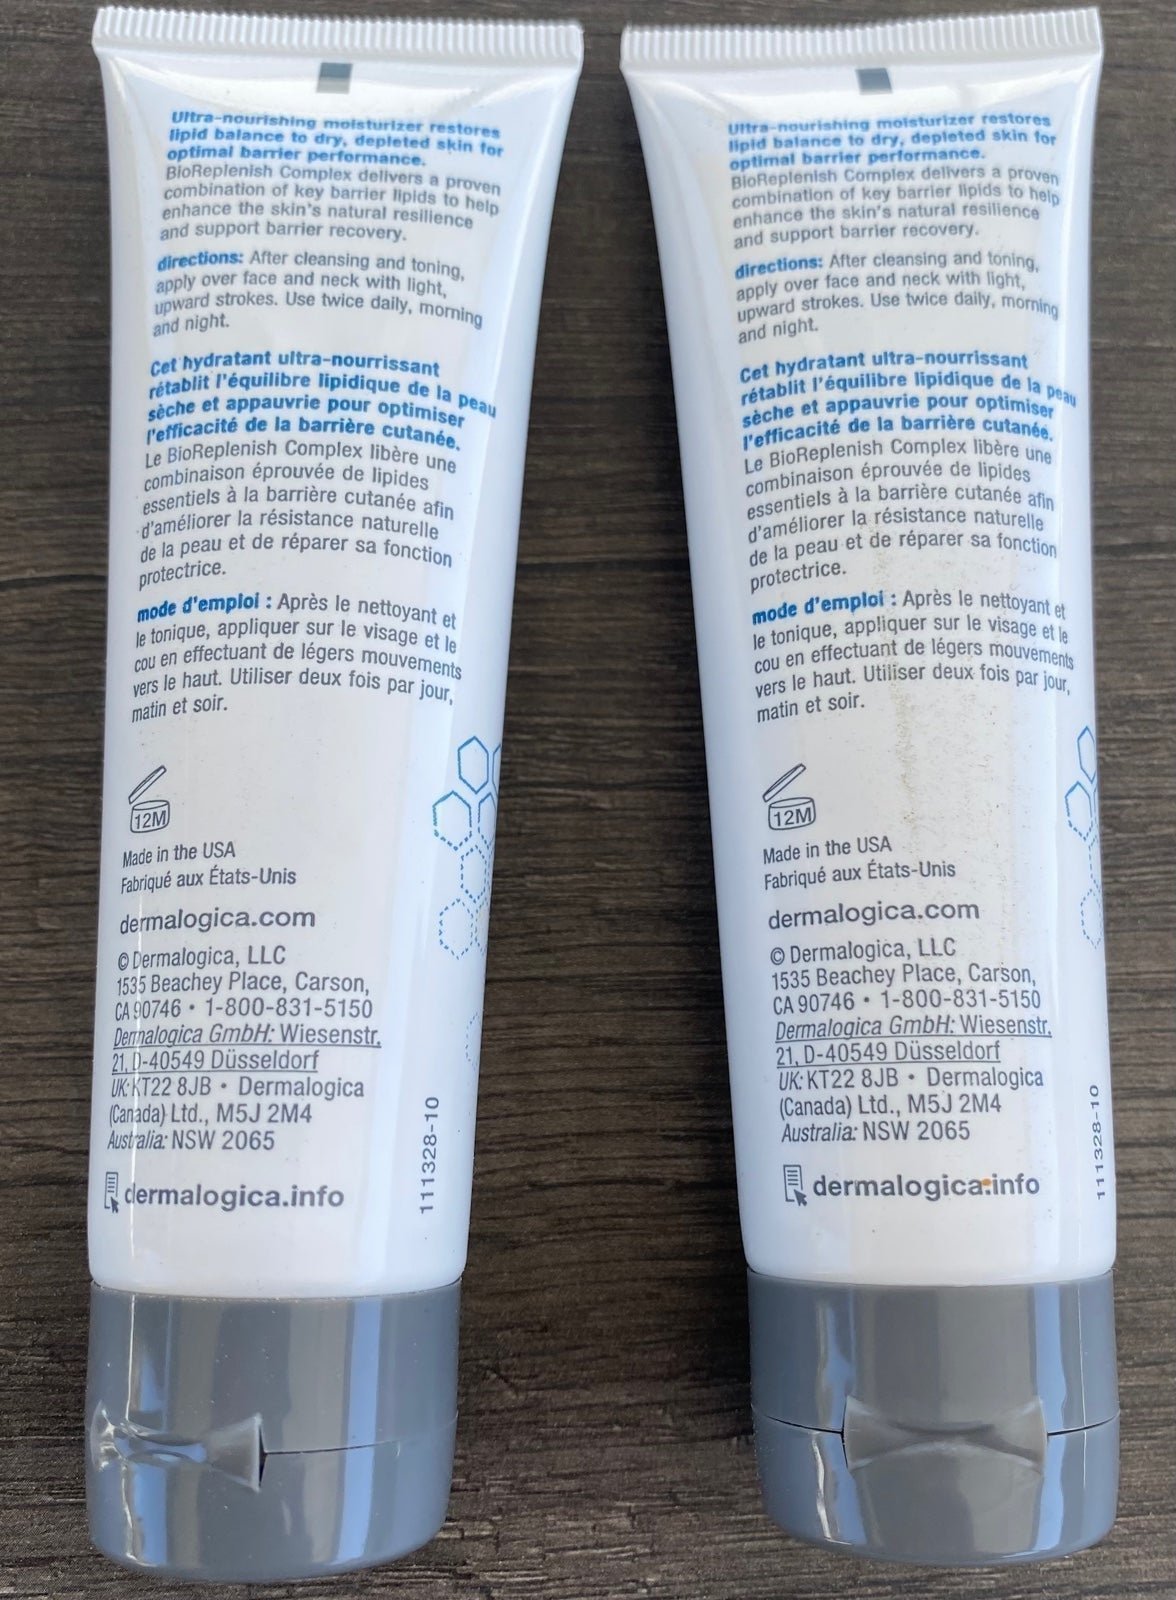 Ultra-nourishing moisturizer restores
lipid balance to dry, depleted skin for
optimal barrier performance.
BioReplenish Complex delivers a proven
combination of key barrier lipids to help
enhance the skin's natural resilience
and support barrier recovery.
directions: After cleansing and toning,
apply over face and neck with light,
upward strokes. Use twice daily, morning
and night.
Cet hydratant ultra-nourrissant
rétablit l'équilibre lipidique de la peau
sèche et appauvrie pour optimiser
l'efficacité de la barrière cutanée.
Le BioReplenish Complex libère une
combinaison éprouvée de lipides
essentiels à la barrière cutanée afin
d'améliorer la résistance naturelle
de la peau et de réparer sa fonction
protectrice.
mode d'emploi : Après le nettoyant et
le tonique, appliquer sur le visage et le
cou en effectuant de légers mouvements
vers le haut. Utiliser deux fois par jour,
matin et soir.
12M
Made in the USA
Fabriqué aux États-Unis
dermalogica.com
© Dermalogica, LLC
1535 Beachey Place, Carson,
CA 90746 • 1-800-831-5150
Dermalogica GmbH: Wiesenstr.
21, D-40549 Düsseldorf
UK: KT22 8JB • Dermalogica
(Canada) Ltd., M5J 2M4
Australia: NSW 2065
dermalogica.info
111328-10
Ultra-nourishing moisturizer restores
lipid balance to dry, depleted skin for
optimal barrier performance.
BioReplenish Complex delivers a proven
combination of key barrier lipids to help
enhance the skin's natural resilience
and support barrier recovery.
directions: After cleansing and toning,
apply over face and neck with light,
upward strokes. Use twice daily, morning
and night.
Cet hydratant ultra-nourrissant
rétablit l'équilibre lipidique de la peau
sèche et appauvrie pour optimiser
l'efficacité de la barrière cutanée.
Le BioReplenish Complex libère une
combinaison éprouvée de lipides
essentiels à la barrière cutanée afin
d'améliorer la résistance naturelle
de la peau et de réparer sa fonction
protectrice.
mode d'emploi : Après le nettoyant et
le tonique, appliquer sur le visage et le
cou en effectuant de légers mouvements
vers le haut. Utiliser deux fois par jour,
matin et soir.
12M
Made in the USA
Fabriqué aux États-Unis
dermalogica.com
© Dermalogica, LLC
1535 Beachey Place, Carson,
CA 90746 • 1-800-831-5150
Dermalogica GmbH: Wiesenstr.
21, D-40549 Düsseldorf
UK: KT22 8JB • Dermalogica
(Canada) Ltd., M5J 2M4
Australia: NSW 2065
dermalogica.info
111328-10